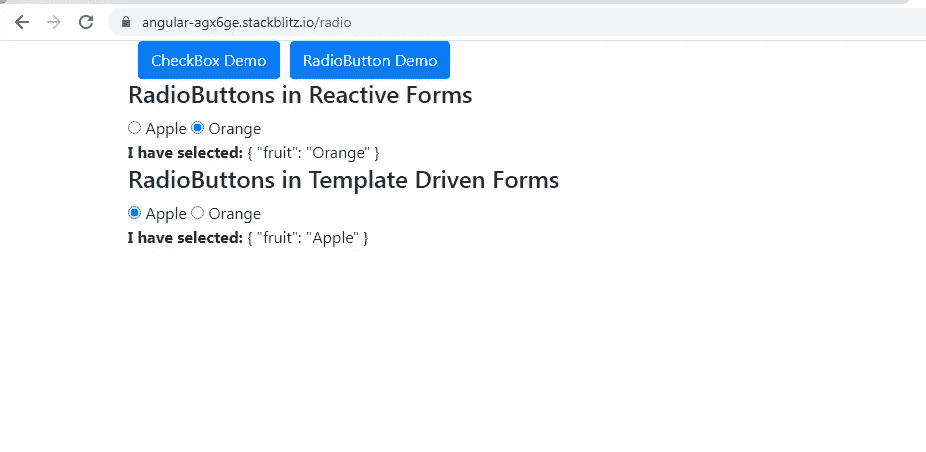 angular-agx6ge.stackblitz.io/radio
CheckBox Demo RadioButton Demo
RadioButtons in Reactive Forms
Apple Orange
I have selected: { "fruit": "Orange" }
RadioButtons in Template Driven Forms
Apple Orange
I have selected: { "fruit": "Apple" }